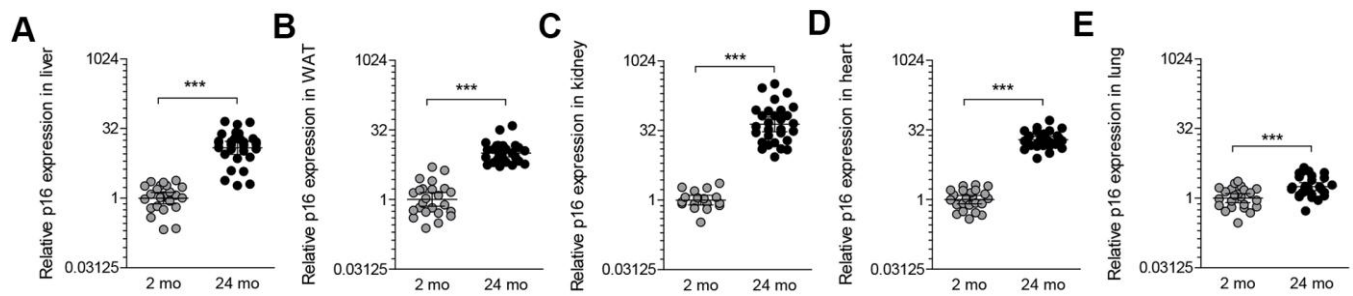 A
Relative p16 expression in liver
1024
32
1
0.03125
***
2 mo
24 mo
B
Relative p16 expression in WAT
1024
32
1
0.03125
***
2 mo
24 mo
C
Relative p16 expression in kidney
1024
32
1
0.03125
***
2 mo
24 mo
D
Relative p16 expression in heart
1024
32
1
0.03125
***
2 mo
24 mo
E
Relative p16 expression in lung
1024
32
1
0.03125
***
2 mo
24 mo